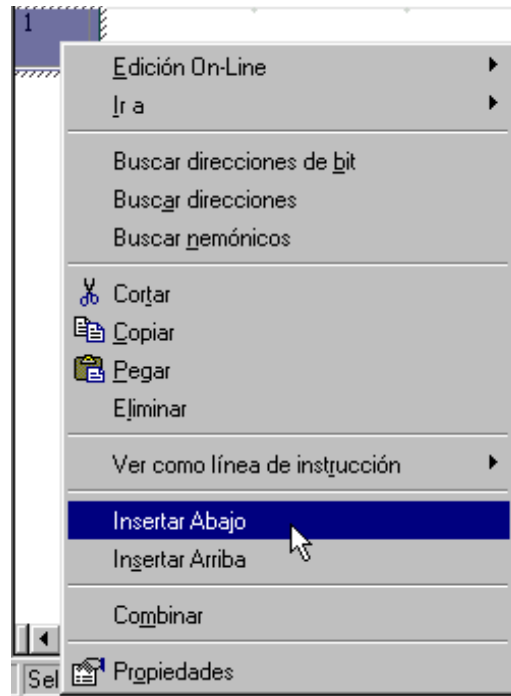 1
Edición On-Line
Ir a
Buscar direcciones de bit
Buscar direcciones
Buscar nemónicos
Cortar
Copiar
Pegar
Eliminar
Ver como línea de instrucción
Insertar Abajo
Insertar Arriba
Combinar
Sel
Propiedades